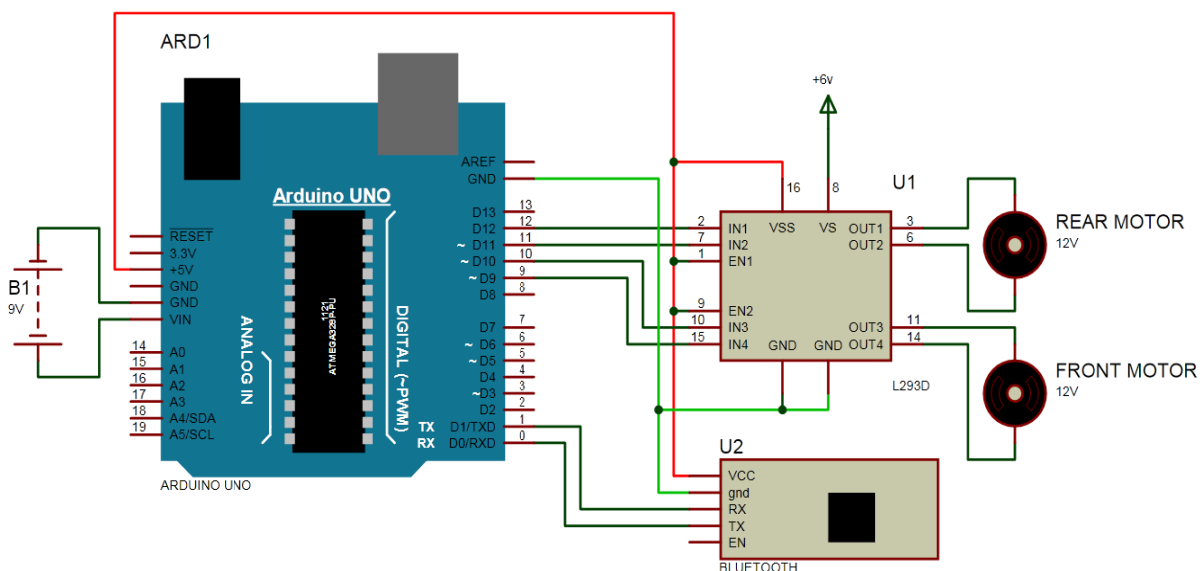 ARD1
+6v
AREF
GND
Arduino UNO
RESET
3.3V
+5V
GND
GND
VIN
B1
9V
14 A0
15 A1
16 A2
17 A3
18 A4/SDA
19 A5/SCL
ANALOG IN
1121
ATMEGA328P-PU
DIGITAL (~PWM)
D13 13
D12 12
~ D11 11
~ D10 10
~ D9 9
D8 8
D7 7
~ D6 6
~ D5 5
D4 4
~ D3 3
D2 2
TX D1/TXD 1
RX D0/RXD 0
ARDUINO UNO
16
8
U1
2 IN1
7 IN2
1 EN1
9 EN2
10 IN3
15 IN4
VSS
VS
OUT1 3
OUT2 6
OUT3 11
OUT4 14
GND
GND
L293D
REAR MOTOR
12V
FRONT MOTOR
12V
U2
VCC
gnd
RX
TX
EN
BLUETOOTH